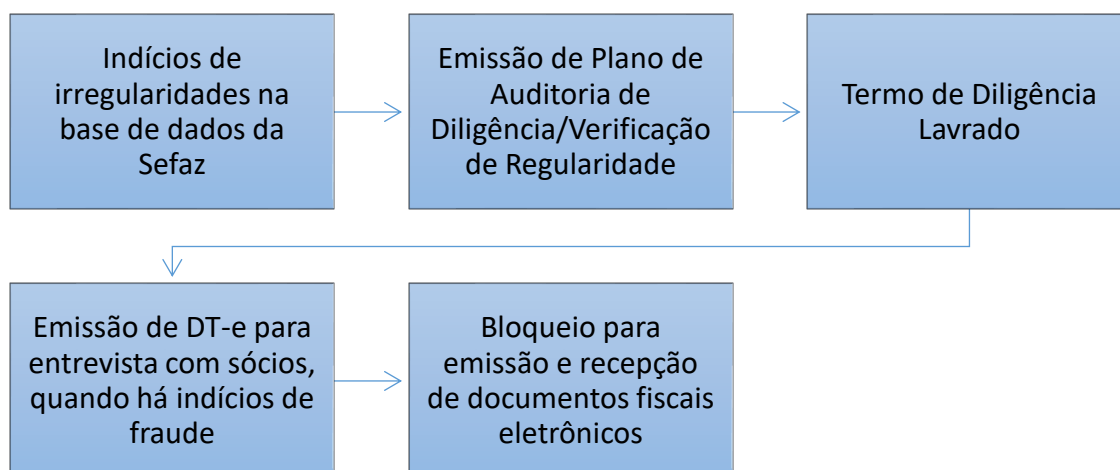 Indícios de
irregularidades na
base de dados da
Sefaz
Emissão de Plano de
Auditoria de
Diligência/Verificação
de Regularidade
Termo de Diligência
Lavrado
Emissão de DT-e para
entrevista com sócios,
quando há indícios de
fraude
Bloqueio para
emissão e recepção
de documentos fiscais
eletrônicos